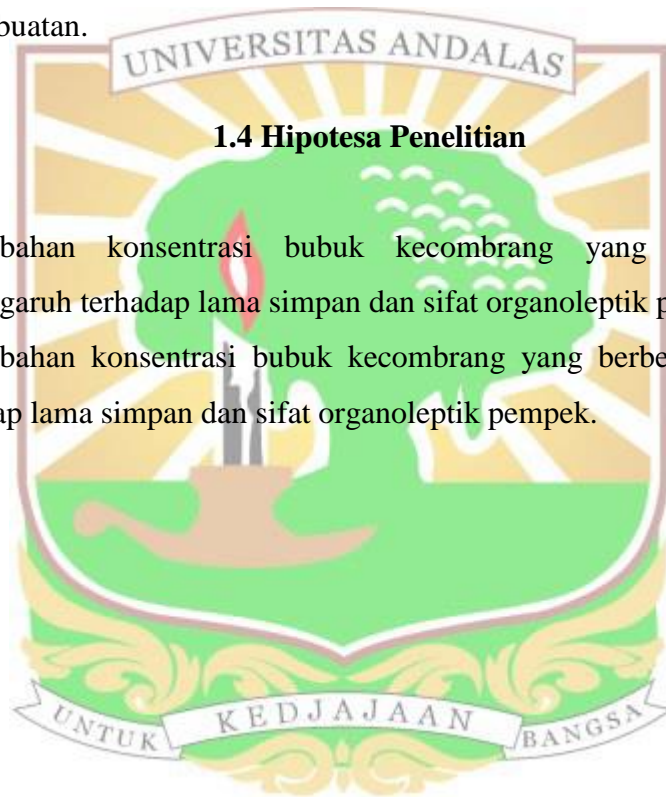 buatan.
UNIVERSITAS ANDALAS
1.4 Hipotesa Penelitian
bahan konsentrasi bubuk kecombrang yang
garuh terhadap lama simpan dan sifat organoleptik p
bahan konsentrasi bubuk kecombrang yang berbe
ap lama simpan dan sifat organoleptik pempek.
UNTUK KEDJAJAAN BANGSA